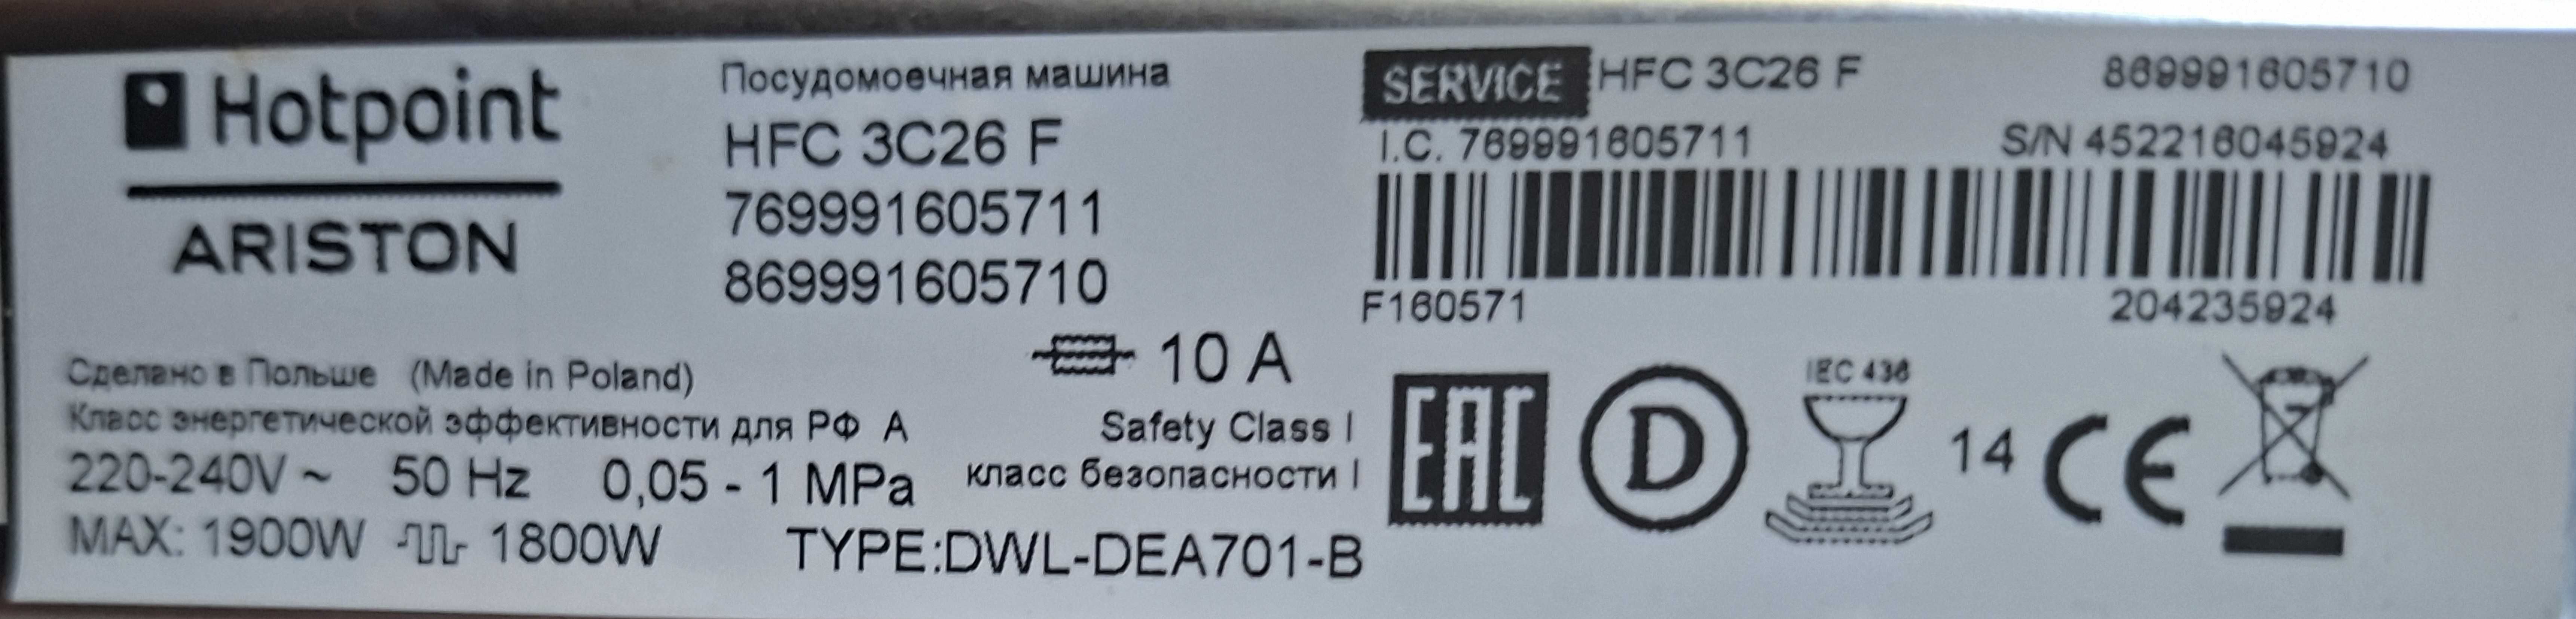 Hotpoint
ARISTON
Посудомоечная машина
HFC 3C26 F
769991605711
869991605710
10 A
Сделано в Польше (Made in Poland)
Класс энергетической эффективности для РФ A
220-240V ~ 50 Hz 0,05 - 1 MPa
MAX: 1900W 1800W
Safety Class I
класс безопасности I
TYPE:DWL-DEA701-B
SERVICE HFC 3C26 F 869991605710
I.C. 769991605711 S/N 452216045924
F160571 204235924
EAC
D
IEC 436
14
CE